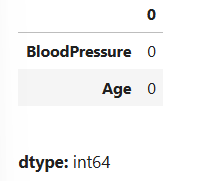 0
BloodPressure 0
Age 0
dtype: int64